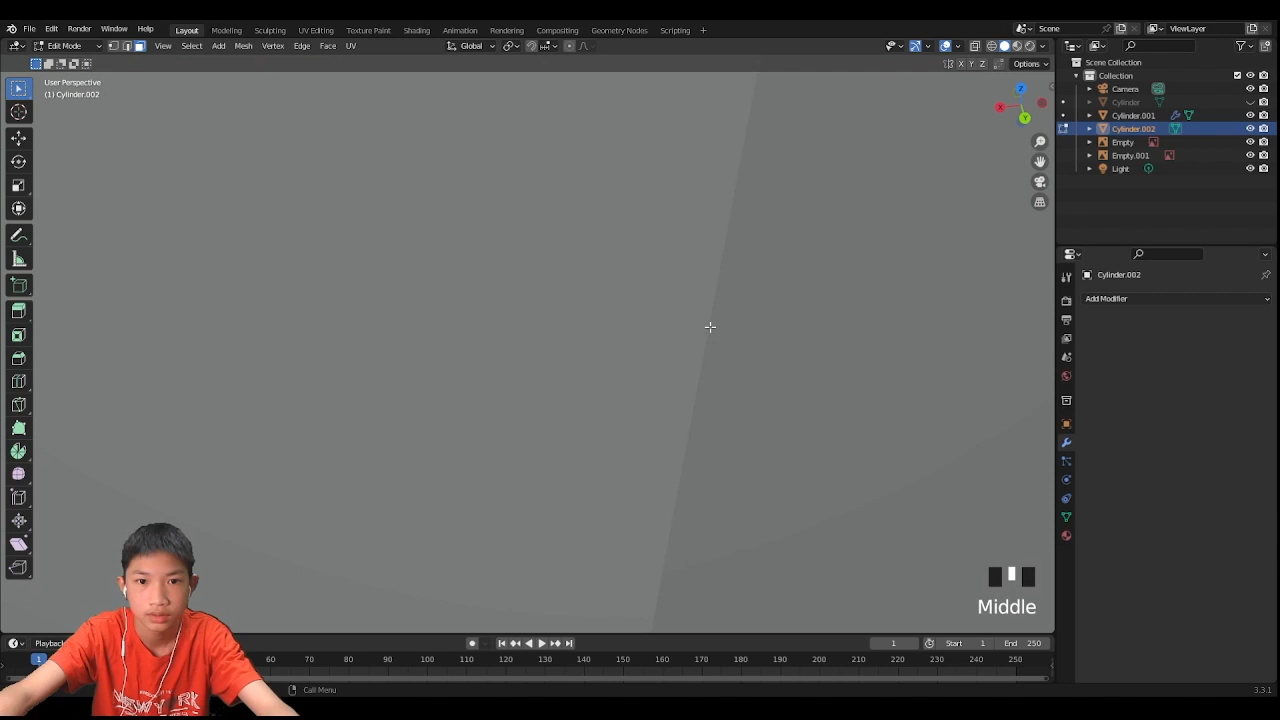 File Edit Render Window Help Layout Modeling Sculpting UV Editing Texture Paint Shading Animation Rendering Compositing Geometry Nodes Scripting + Scene ViewLayer
Edit Mode View Select Add Mesh Vertex Edge Face UV Global
X Y Z Options
User Perspective
(1) Cylinder.002
Z
X
Y
Scene Collection
Collection
Camera
Cylinder
Cylinder.001
Cylinder.002
Empty
Empty.001
Light
Cylinder.002
Add Modifier
Middle
Playback 1 Start 1 End 250
1 60 70 80 90 100 110 120 130 140 150 160 170 180 190 200 210 220 230 240 250
Call Menu 3.3.1